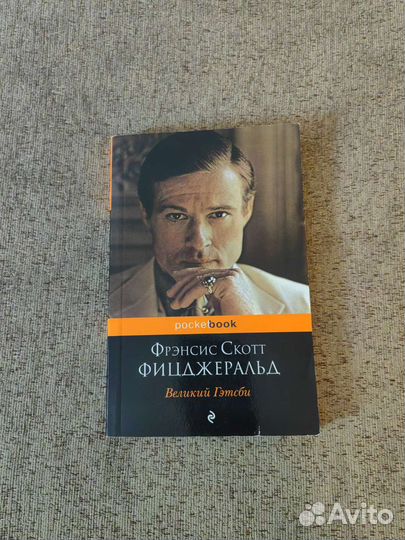 pocketbook
Фрэнсис Скотт
ФИЦДЖЕРАЛЬД
Великий Гэтсби
Avito